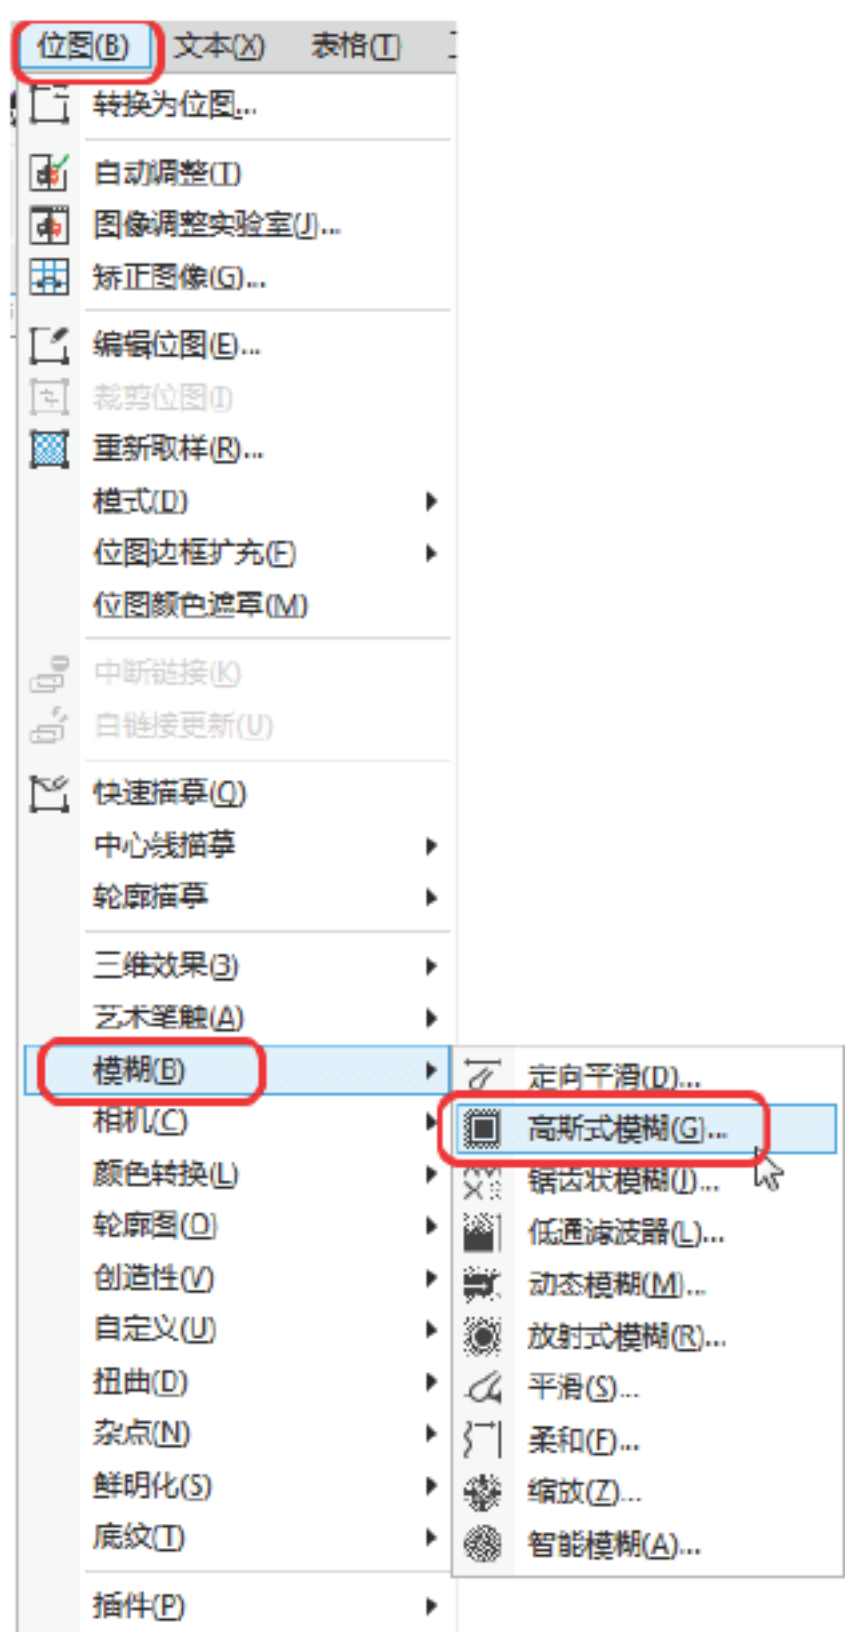 位图(B) 文本(X) 表格(T)
转换为位图...
自动调整(T)
图像调整实验室(J)...
矫正图像(G)...
编辑位图(E)...
裁剪位图(I)
重新取样(R)...
模式(D)
位图边框扩充(F)
位图颜色遮罩(M)
中断链接(K)
自链接更新(U)
快速描摹(Q)
中心线描摹
轮廓描摹
三维效果(3)
艺术笔触(A)
模糊(B)
相机(C)
颜色转换(L)
轮廓图(O)
创造性(V)
自定义(U)
扭曲(D)
杂点(N)
鲜明化(S)
底纹(T)
插件(P)
定向平滑(D)...
高斯式模糊(G)...
锯齿状模糊(J)...
低通滤波器(L)...
动态模糊(M)...
放射式模糊(R)...
平滑(S)...
柔和(F)...
缩放(Z)...
智能模糊(A)...